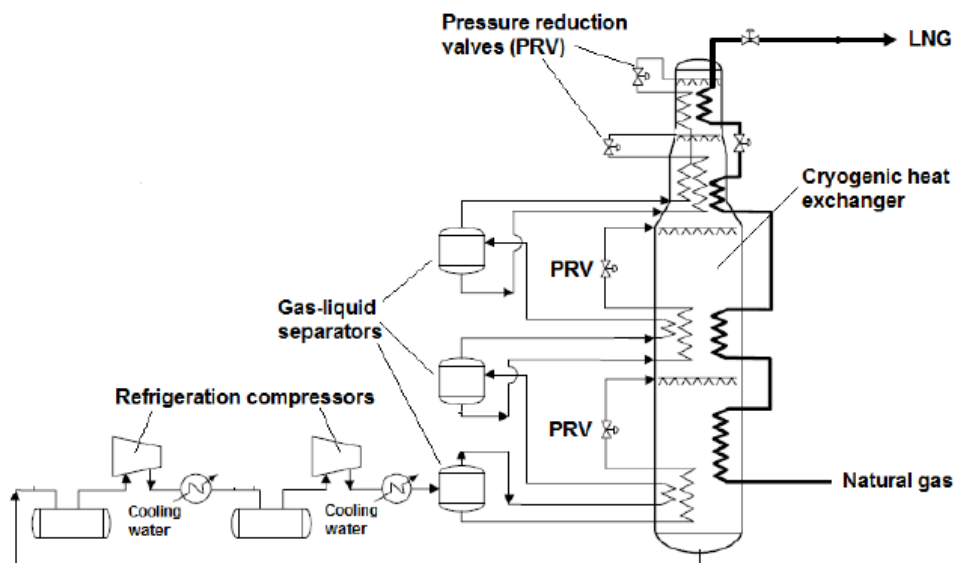 Pressure reduction
valves (PRV)
LNG
Cryogenic heat
exchanger
PRV
Gas-liquid
separators
Refrigeration compressors
PRV
Natural gas
Cooling
water
Cooling
water